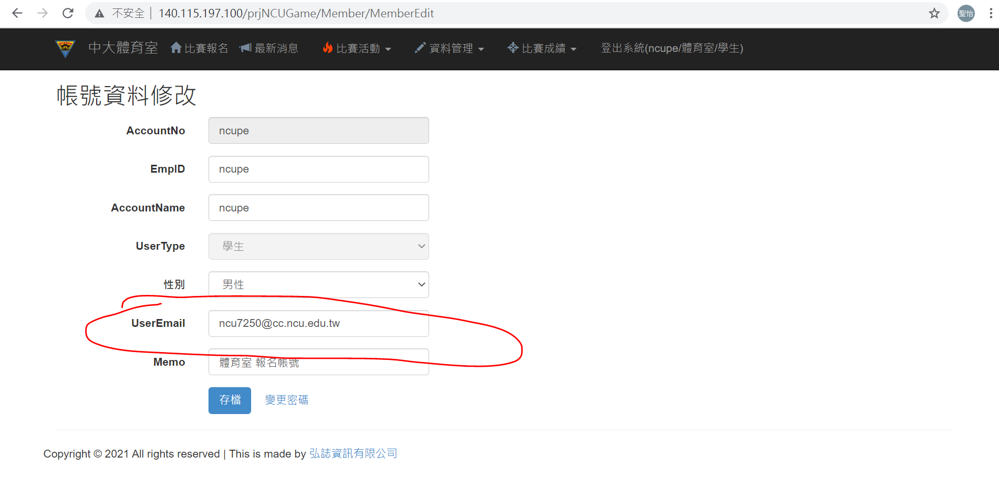 不安全 | 140.115.197.100/prjNCUGame/Member/MemberEdit 聖怡
中大體育室 比賽報名 最新消息 比賽活動 資料管理 比賽成績 登出系統(ncupe/體育室/學生)
帳號資料修改
AccountNo ncupe
EmpID ncupe
AccountName ncupe
UserType 學生
性別 男性
UserEmail ncu7250@cc.ncu.edu.tw
Memo 體育室 報名帳號
存檔 變更密碼
Copyright © 2021 All rights reserved | This is made by 弘誌資訊有限公司